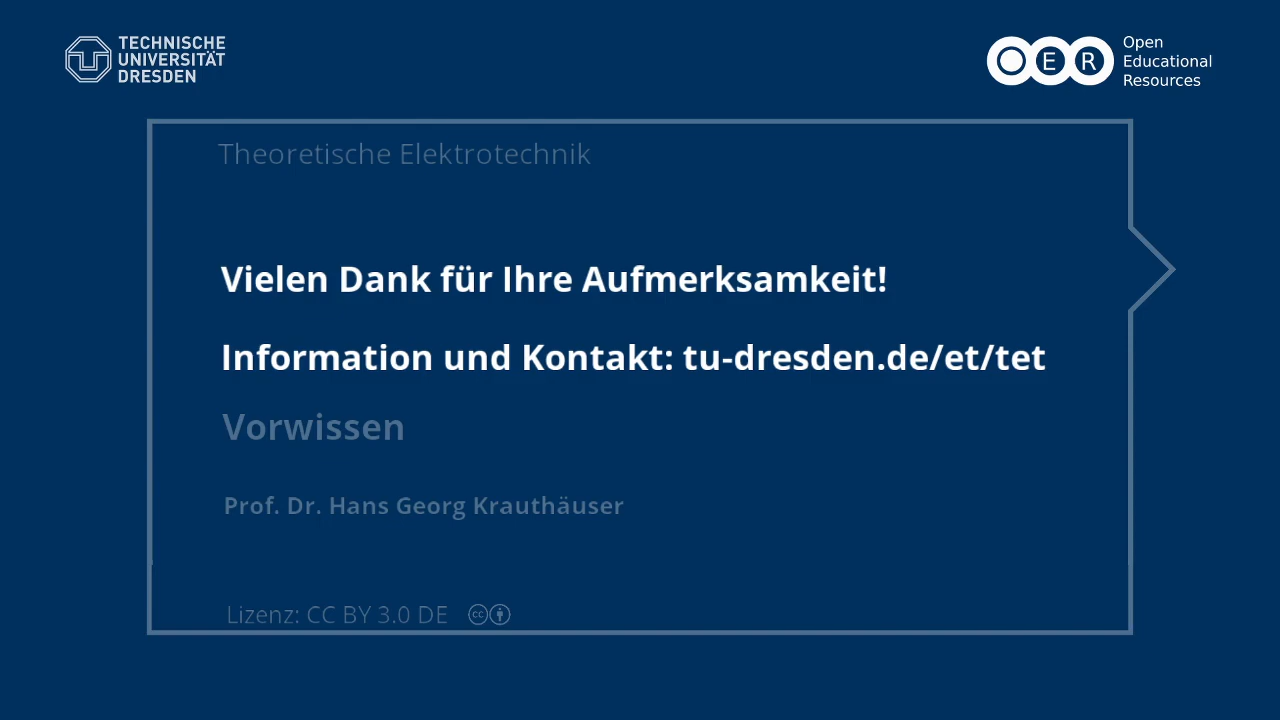 TECHNISCHE
UNIVERSITÄT
DRESDEN
OER
Open
Educational
Resources
Theoretische Elektrotechnik
Vielen Dank für Ihre Aufmerksamkeit!
Information und Kontakt: tu-dresden.de/et/tet
Vorwissen
Prof. Dr. Hans Georg Krauthäuser
Lizenz: CC BY 3.0 DE cc